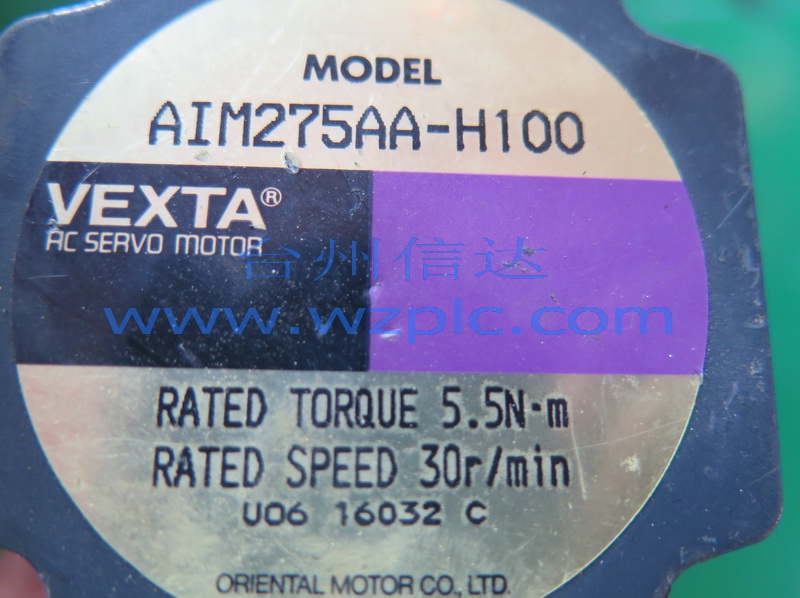 MODEL
AIM275AA-H100
VEXTA®
AC SERVO MOTOR
台州信达
www.wzplc.com
RATED TORQUE 5.5N·m
RATED SPEED 30r/min
U06 16032 C
ORIENTAL MOTOR CO., LTD.